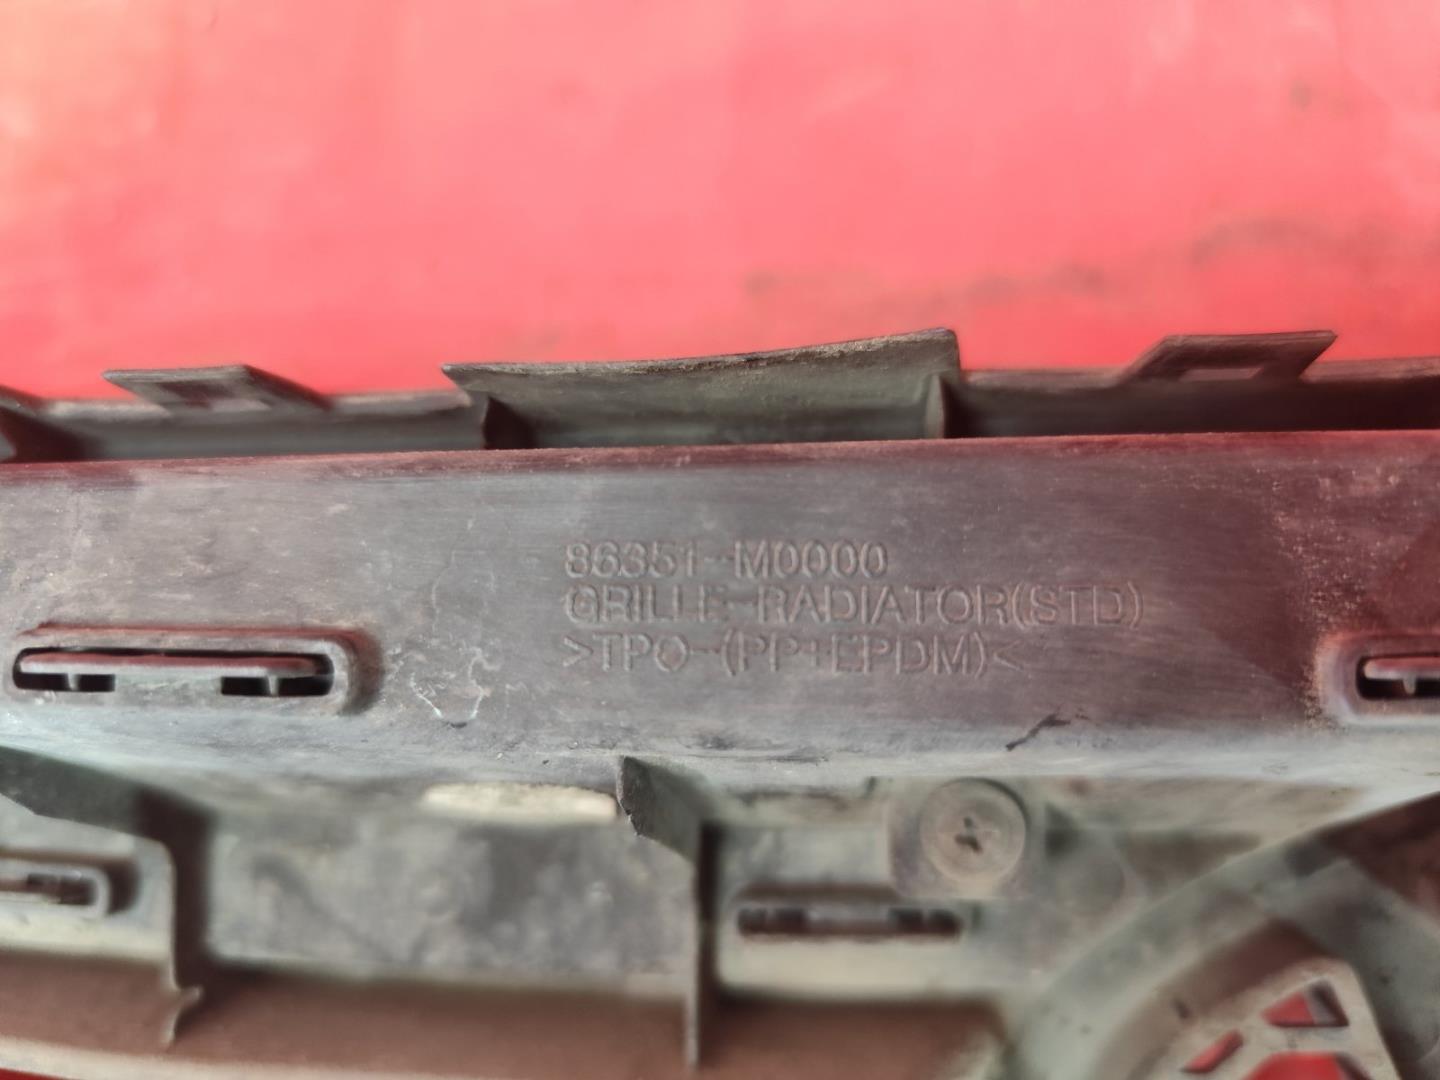 86351-M0000
GRILLE-RADIATOR(STD)
>TPO-(PP+EPDM)<